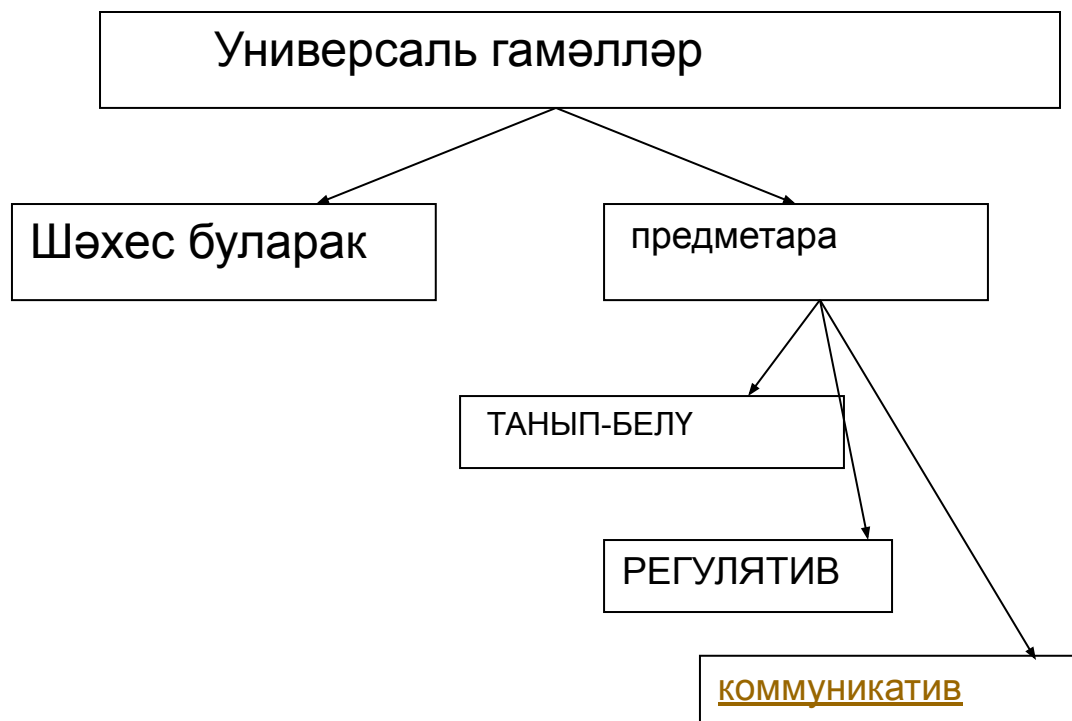 Универсаль гамәлләр
Шәхес буларак
предметара
ТАНЫП-БЕЛҮ
РЕГУЛЯТИВ
коммуникатив